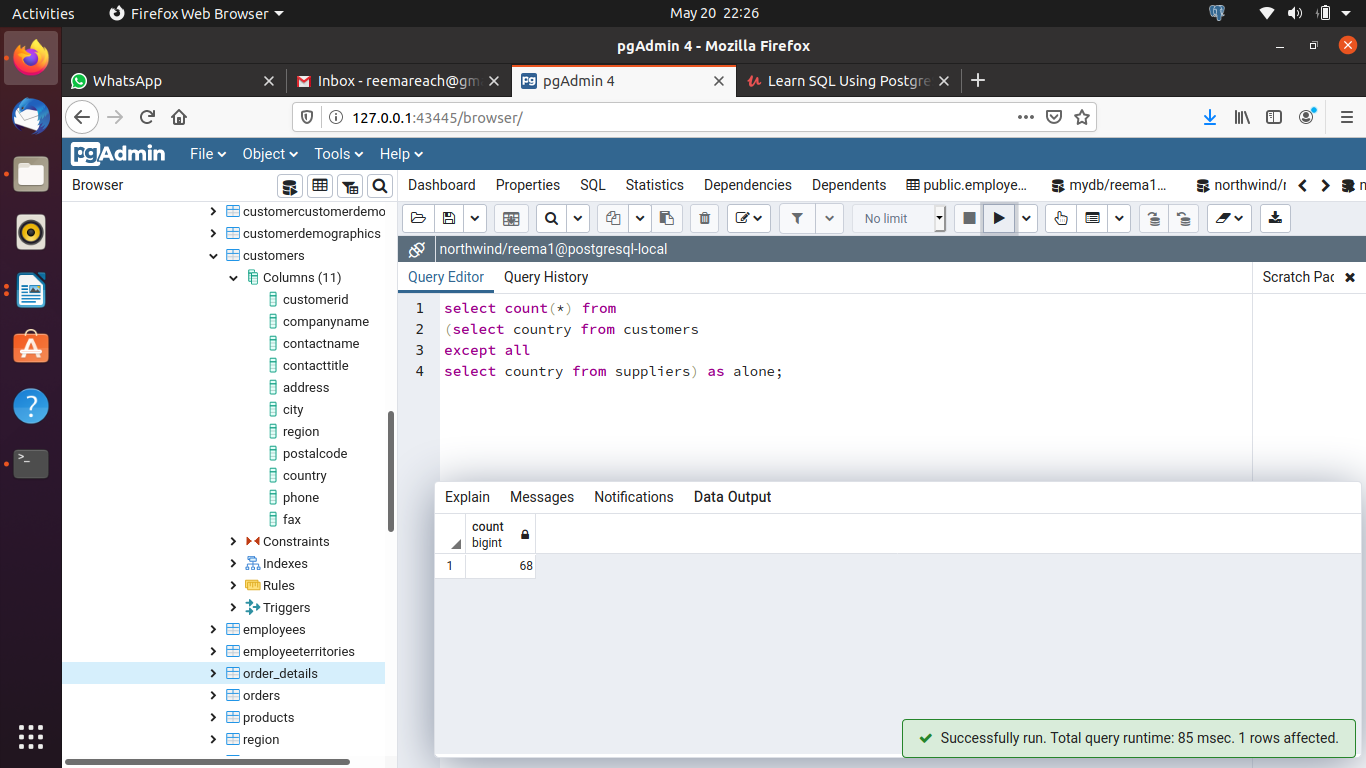 Activities
Firefox Web Browser
May 20 22:26
pgAdmin 4 - Mozilla Firefox
WhatsApp
Inbox - reemareach@gm
pgAdmin 4
Learn SQL Using Postgre
127.0.0.1:43445/browser/
pgAdmin
File
Object
Tools
Help
Browser
Dashboard
Properties
SQL
Statistics
Dependencies
Dependents
public.employe...
mydb/reema1...
northwind/r
No limit
northwind/reema1@postgresql-local
customercustomerdemo
customerdemographics
customers
Columns (11)
customerid
companyname
contactname
contacttitle
address
city
region
postalcode
country
phone
fax
Constraints
Indexes
Rules
Triggers
employees
employeeterritories
order_details
orders
products
region
Query Editor
Query History
Scratch Pac
1 select count(*) from
2 (select country from customers
3 except all
4 select country from suppliers) as alone;
Explain
Messages
Notifications
Data Output
count
bigint
1 68
Successfully run. Total query runtime: 85 msec. 1 rows affected.